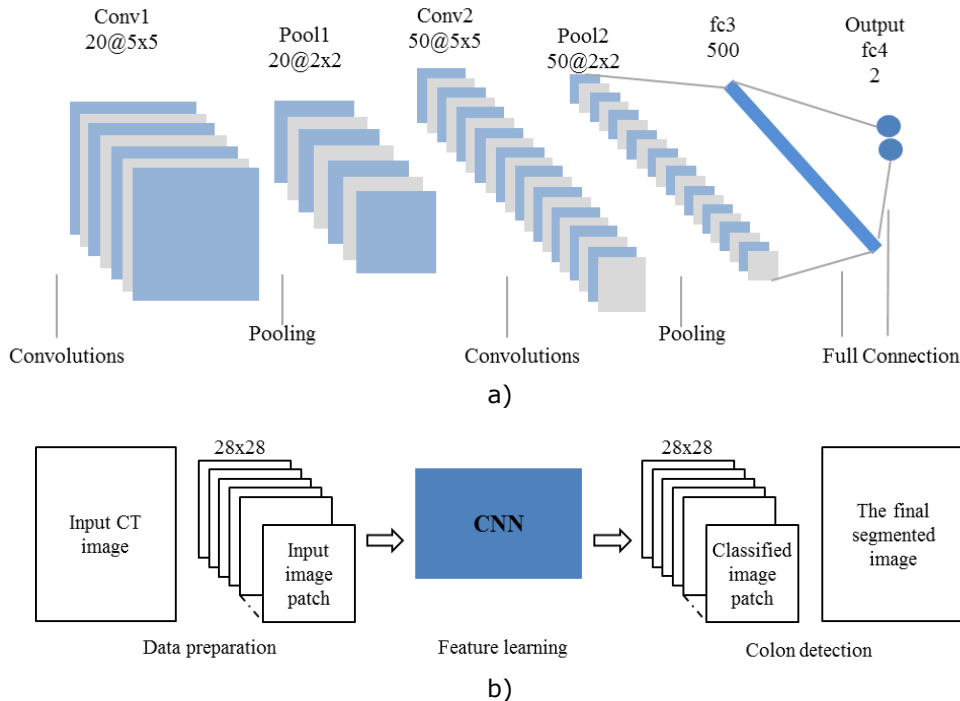 Conv1
20@5x5
Pool1
20@2x2
Conv2
50@5x5
Pool2
50@2x2
fc3
500
Output
fc4
2
Convolutions
Pooling
Convolutions
Pooling
Full Connection
a)
28x28
Input CT
image
Input
image
patch
CNN
28x28
Classified
image
patch
The final
segmented
image
Data preparation
Feature learning
Colon detection
b)